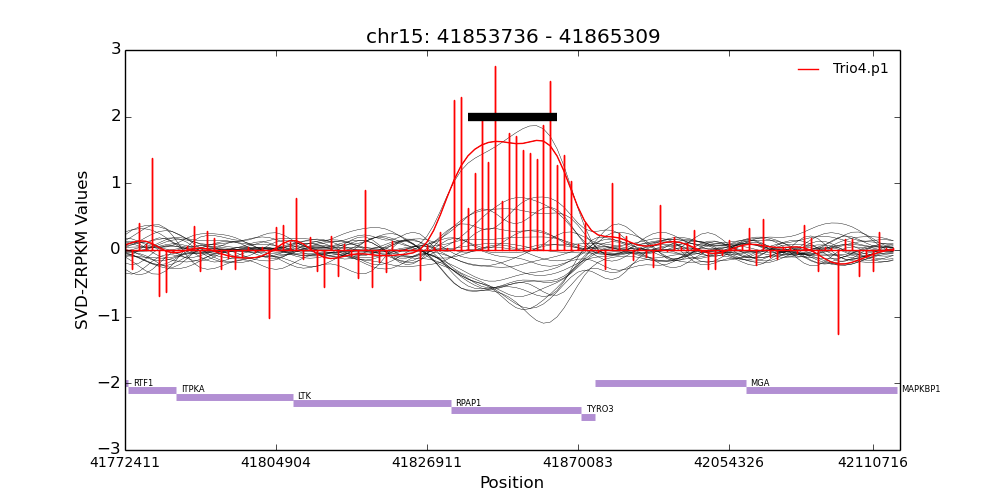 chr15: 41853736 - 41865309
Trio4.p1
3
2
1
0
−1
−2
−3
SVD-ZRPKM Values
RTF1
ITPKA
LTK
RPAP1
TYRO3
MGA
MAPKBP1
41772411 41804904 41826911 41870083 42054326 42110716
Position